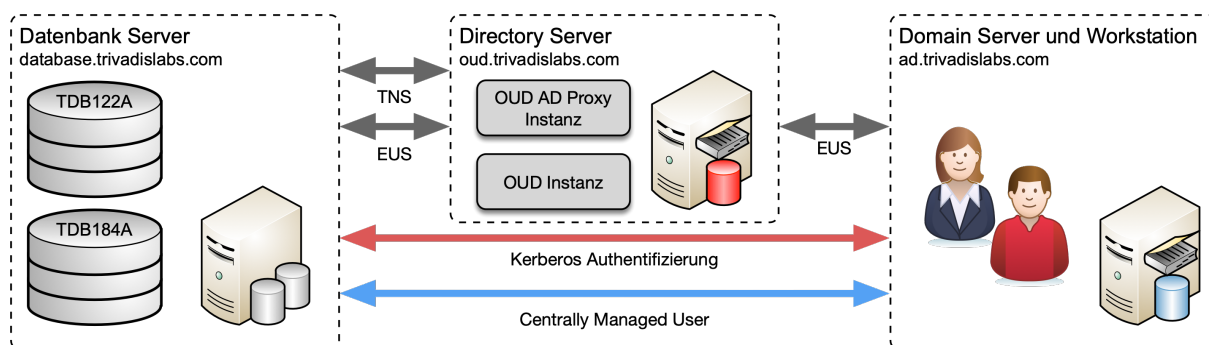 Datenbank Server
database.trivadislabs.com
TDB122A
TDB184A
TNS
EUS
Directory Server
oud.trivadislabs.com
OUD AD Proxy
Instanz
OUD Instanz
EUS
Domain Server und Workstation
ad.trivadislabs.com
Kerberos Authentifizierung
Centrally Managed User